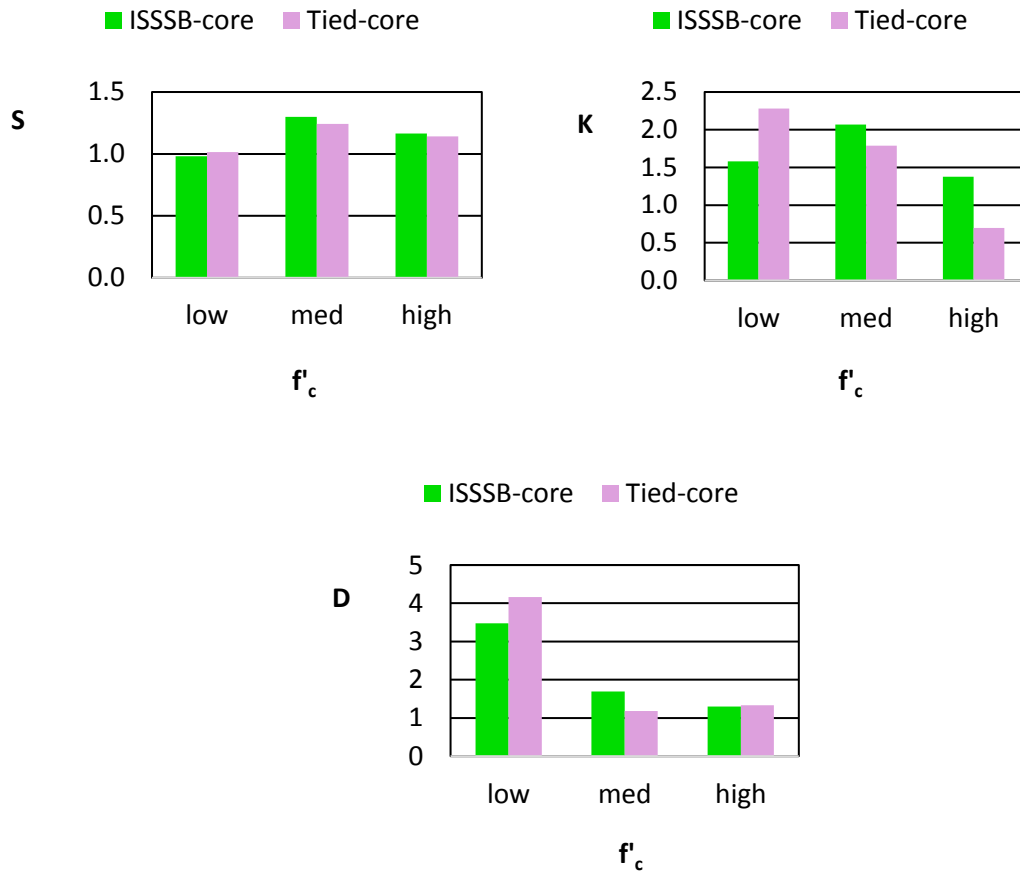 ISSSB-core Tied-core
S
1.5
1.0
0.5
0.0
low med high
f'c
ISSSB-core Tied-core
K
2.5
2.0
1.5
1.0
0.5
0.0
low med high
f'c
ISSSB-core Tied-core
D
5
4
3
2
1
0
low med high
f'c